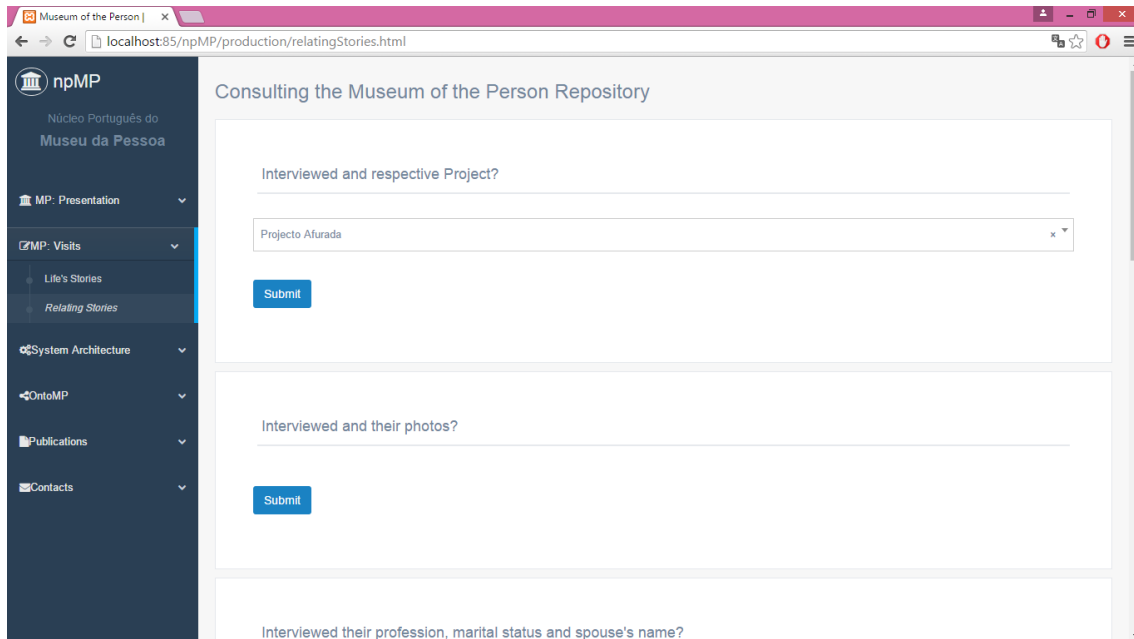 Museum of the Person |
localhost:85/npMP/production/relatingStories.html
npMP
Núcleo Português do
Museu da Pessoa
MP: Presentation
MP: Visits
Life's Stories
Relating Stories
System Architecture
OntoMP
Publications
Contacts
Consulting the Museum of the Person Repository
Interviewed and respective Project?
Projecto Afurada
Submit
Interviewed and their photos?
Submit
Interviewed their profession, marital status and spouse's name?